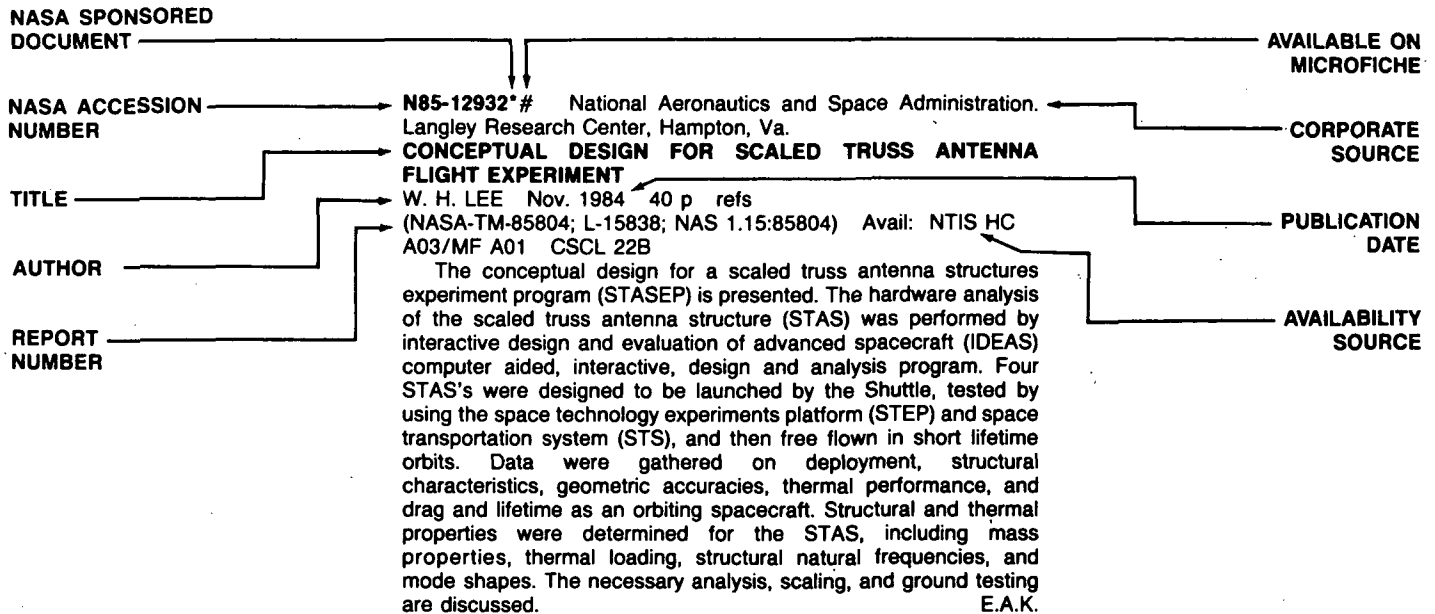 NASA SPONSORED
DOCUMENT
AVAILABLE ON
MICROFICHE
NASA ACCESSION
NUMBER
N85-12932*# National Aeronautics and Space Administration.
Langley Research Center, Hampton, Va.
CORPORATE
SOURCE
TITLE
CONCEPTUAL DESIGN FOR SCALED TRUSS ANTENNA
FLIGHT EXPERIMENT
AUTHOR
W. H. LEE Nov. 1984 40 p refs
PUBLICATION
DATE
REPORT
NUMBER
(NASA-TM-85804; L-15838; NAS 1.15:85804) Avail: NTIS HC
A03/MF A01 CSCL 22B
AVAILABILITY
SOURCE
The conceptual design for a scaled truss antenna structures
experiment program (STASEP) is presented. The hardware analysis
of the scaled truss antenna structure (STAS) was performed by
interactive design and evaluation of advanced spacecraft (IDEAS)
computer aided, interactive, design and analysis program. Four
STAS's were designed to be launched by the Shuttle, tested by
using the space technology experiments platform (STEP) and space
transportation system (STS), and then free flown in short lifetime
orbits. Data were gathered on deployment, structural
characteristics, geometric accuracies, thermal performance, and
drag and lifetime as an orbiting spacecraft. Structural and thermal
properties were determined for the STAS, including mass
properties, thermal loading, structural natural frequencies, and
mode shapes. The necessary analysis, scaling, and ground testing
are discussed. E.A.K.